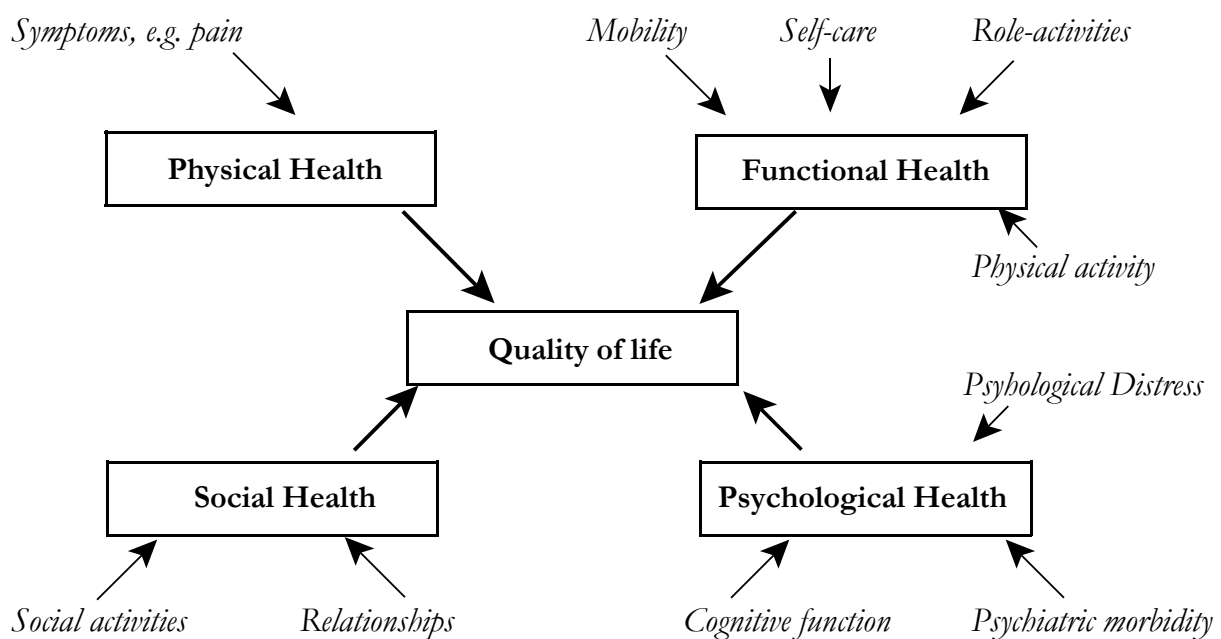 Symptoms, e.g. pain
Mobility
Self-care
Role-activities
Physical Health
Functional Health
Physical activity
Quality of life
Psyhological Distress
Social Health
Psychological Health
Social activities
Relationships
Cognitive function
Psychiatric morbidity